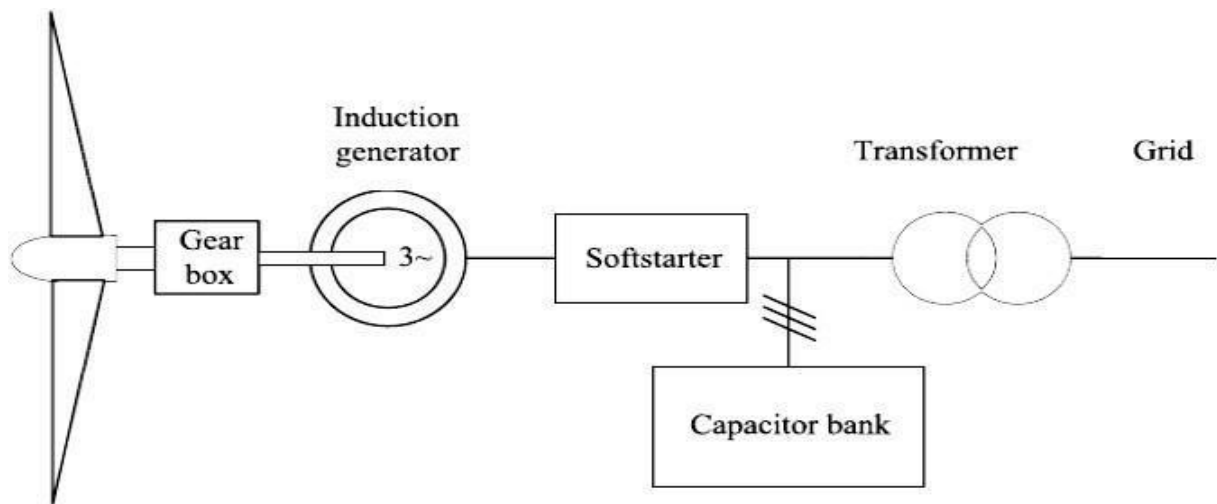 Induction
generator
Transformer
Grid
Gear
box
3~
Softstarter
Capacitor bank